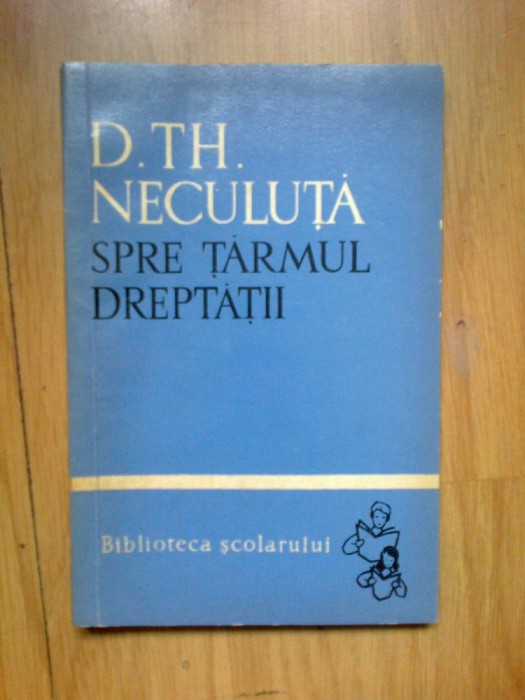 D. TH.
NECULUȚĂ
SPRE ȚĂRMUL
DREPTĂȚII
Biblioteca școlarului